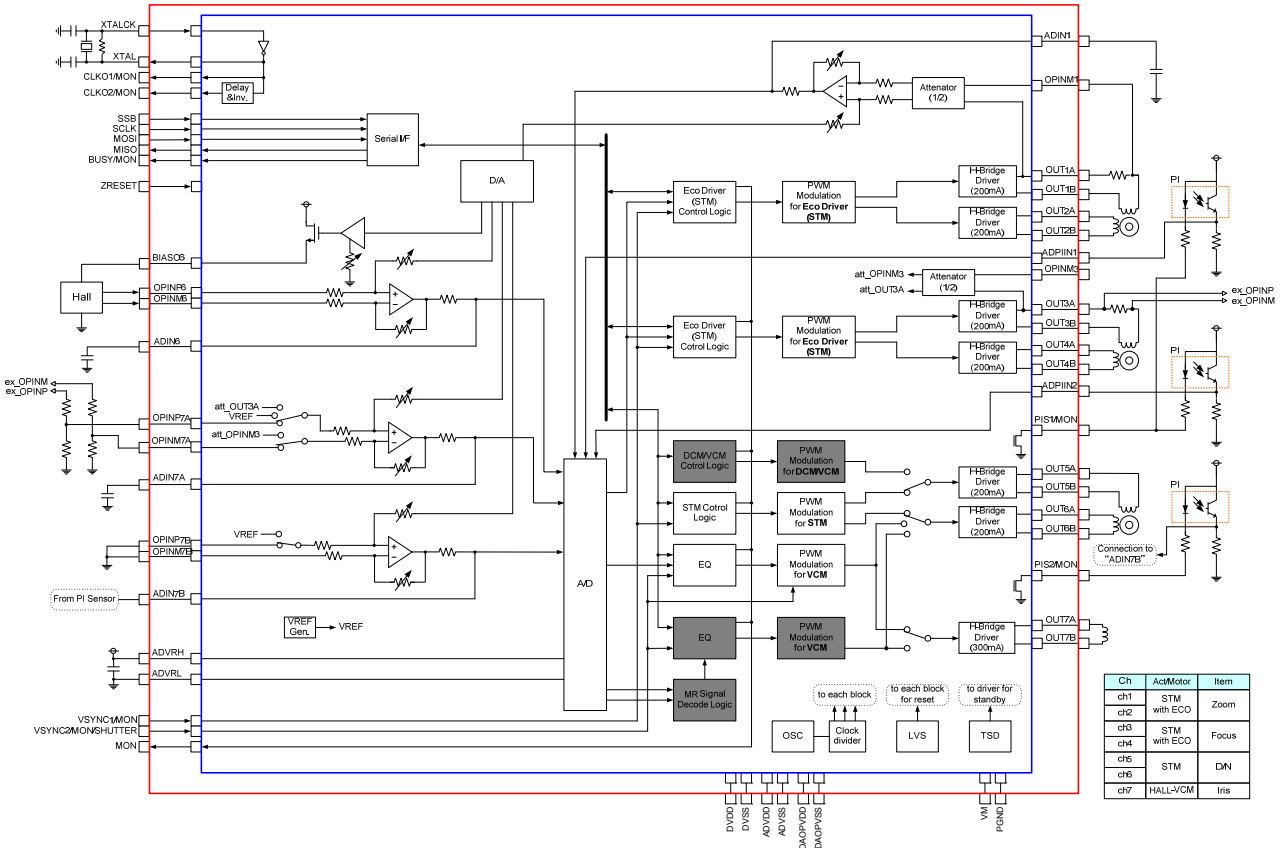 XTALCK
XTAL
CLKO1/MON
CLKO2/MON
Delay
&Inv.
SSB
SCLK
MOSI
MISO
BUSY/MON
Serial I/F
ZRESET
D/A
BIASO6
Hall
OPINP6
OPINM6
ADIN6
ex_OPINM
ex_OPINP
OPINP7A
OPINM7A
att_OUT3A
VREF
att_OPINM3
ADIN7A
OPINP7B
OPINM7B
VREF
ADIN7B
From PI Sensor
VREF
Gen.
VREF
ADVRH
ADVRL
VSYNC1/MON
VSYNC2/MON/SHUTTER
MON
A/D
ADIN1
OPINM1
Attenator
(1/2)
Eco Driver
(STM)
Control Logic
PWM
Modulation
for Eco Driver
(STM)
H-Bridge
Driver
(200mA)
H-Bridge
Driver
(200mA)
OUT1A
OUT1B
OUT2A
OUT2B
PI
ADPIIN1
OPINM3
att_OPINM3
att_OUT3A
Attenator
(1/2)
Eco Driver
(STM)
Cotrol Logic
PWM
Modulation
for Eco Driver
(STM)
H-Bridge
Driver
(200mA)
H-Bridge
Driver
(200mA)
OUT3A
OUT3B
OUT4A
OUT4B
ex_OPINP
ex_OPINM
PI
ADPIIN2
PIS1/MON
DCM/VCM
Cotrol Logic
PWM
Modulation
for DCM/VCM
STM Cotrol
Logic
PWM
Modulation
for STM
H-Bridge
Driver
(200mA)
H-Bridge
Driver
(200mA)
OUT5A
OUT5B
OUT6A
OUT6B
PI
Connection to
"ADIN7B"
EQ
PWM
Modulation
for VCM
PIS2/MON
EQ
PWM
Modulation
for VCM
H-Bridge
Driver
(300mA)
OUT7A
OUT7B
MR Signal
Decode Logic
to each block
to each block
for reset
to driver for
standby
OSC
Clock
divider
LVS
TSD
DVDD
DVSS
ADVDD
ADVSS
DAOPVDD
DAOPVSS
VM
PGND
Ch Act/Motor Item
ch1
ch2
STM
with ECO
Zoom
ch3
ch4
STM
with ECO
Focus
ch5
ch6
STM
D/N
ch7 HALL-VCM Iris